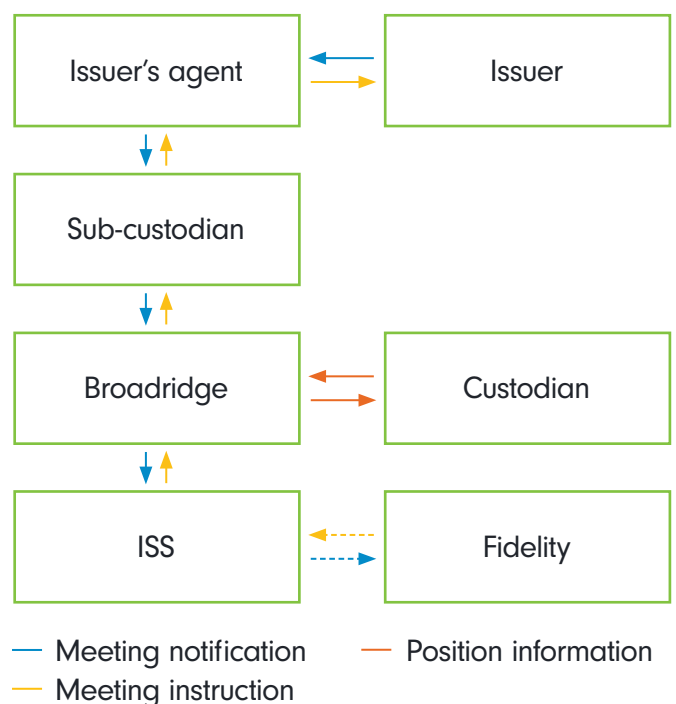 Issuer’s agent
Issuer
Sub-custodian
Broadridge
Custodian
ISS
Fidelity
Meeting notification
Position information
Meeting instruction